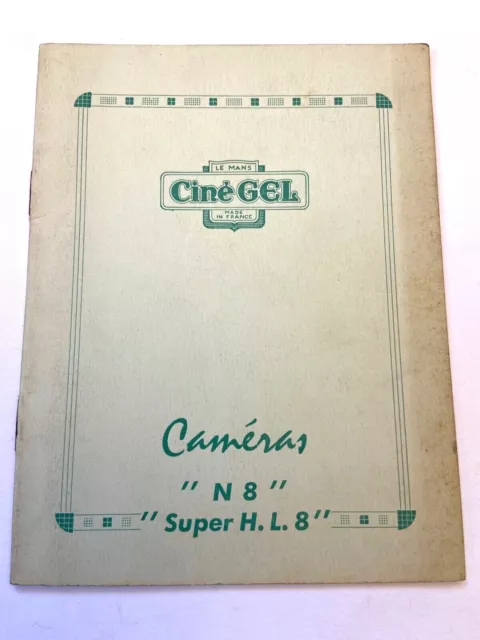 LE MANS
Ciné GEL
MADE
IN FRANCE
Caméras
" N 8 "
" Super H. L. 8 "